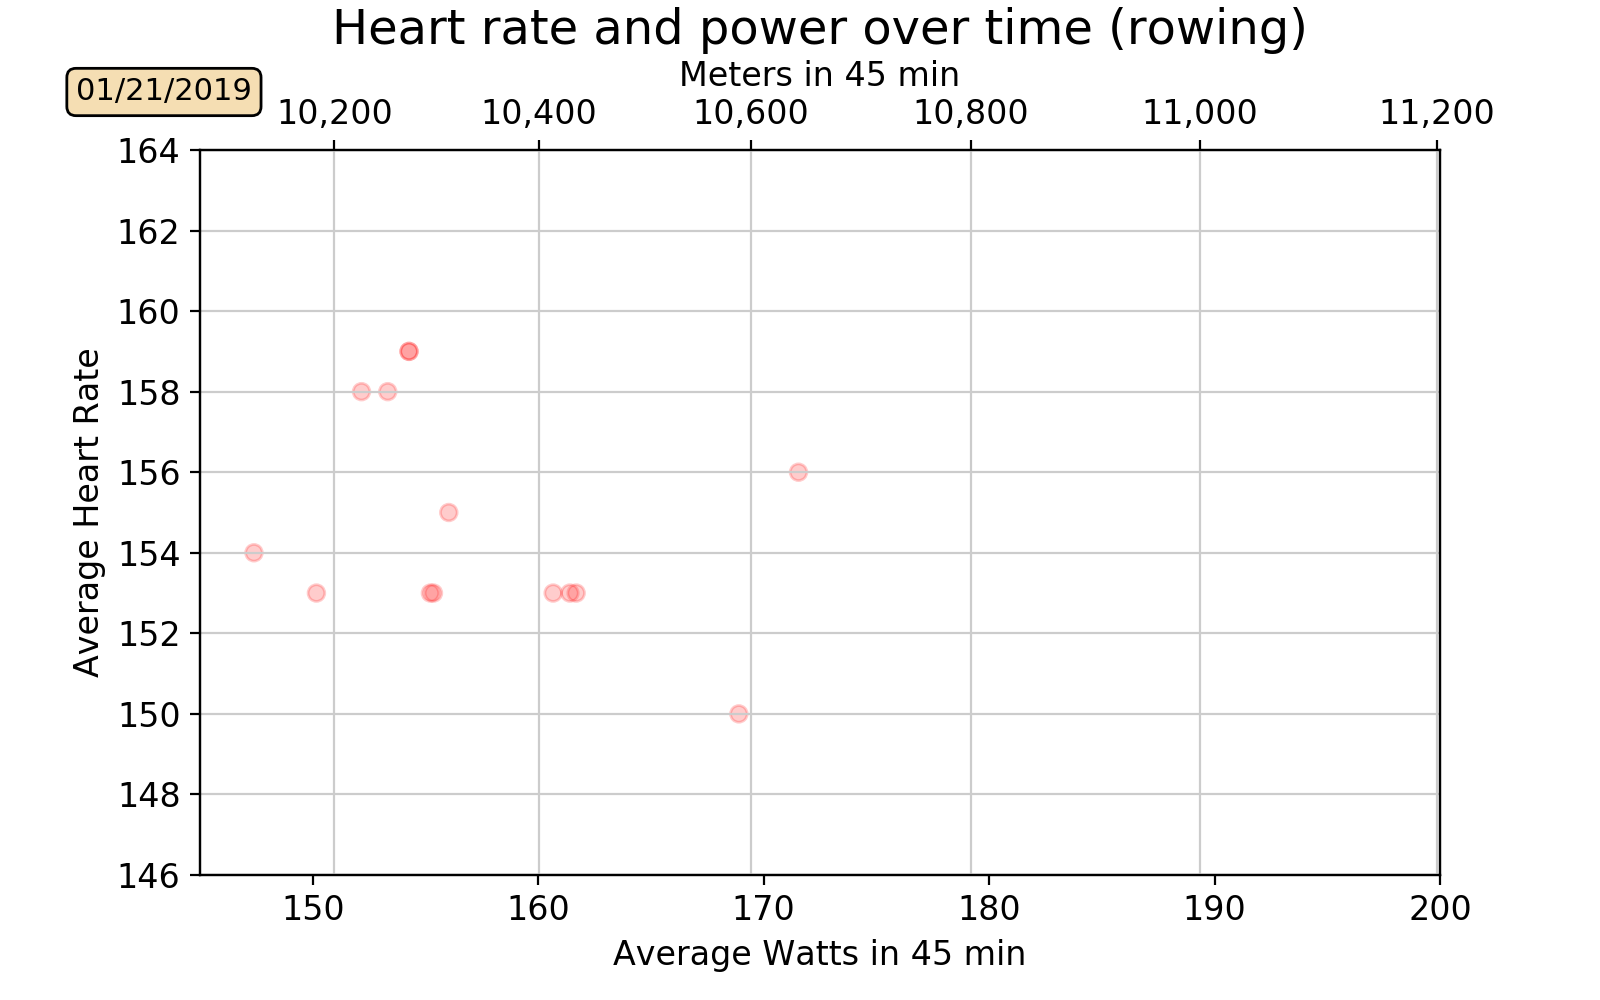 Heart rate and power over time (rowing)
Meters in 45 min
01/21/2019
10,200 10,400 10,600 10,800 11,000 11,200
164
162
160
158
156
154
152
150
148
146
Average Heart Rate
150 160 170 180 190 200
Average Watts in 45 min